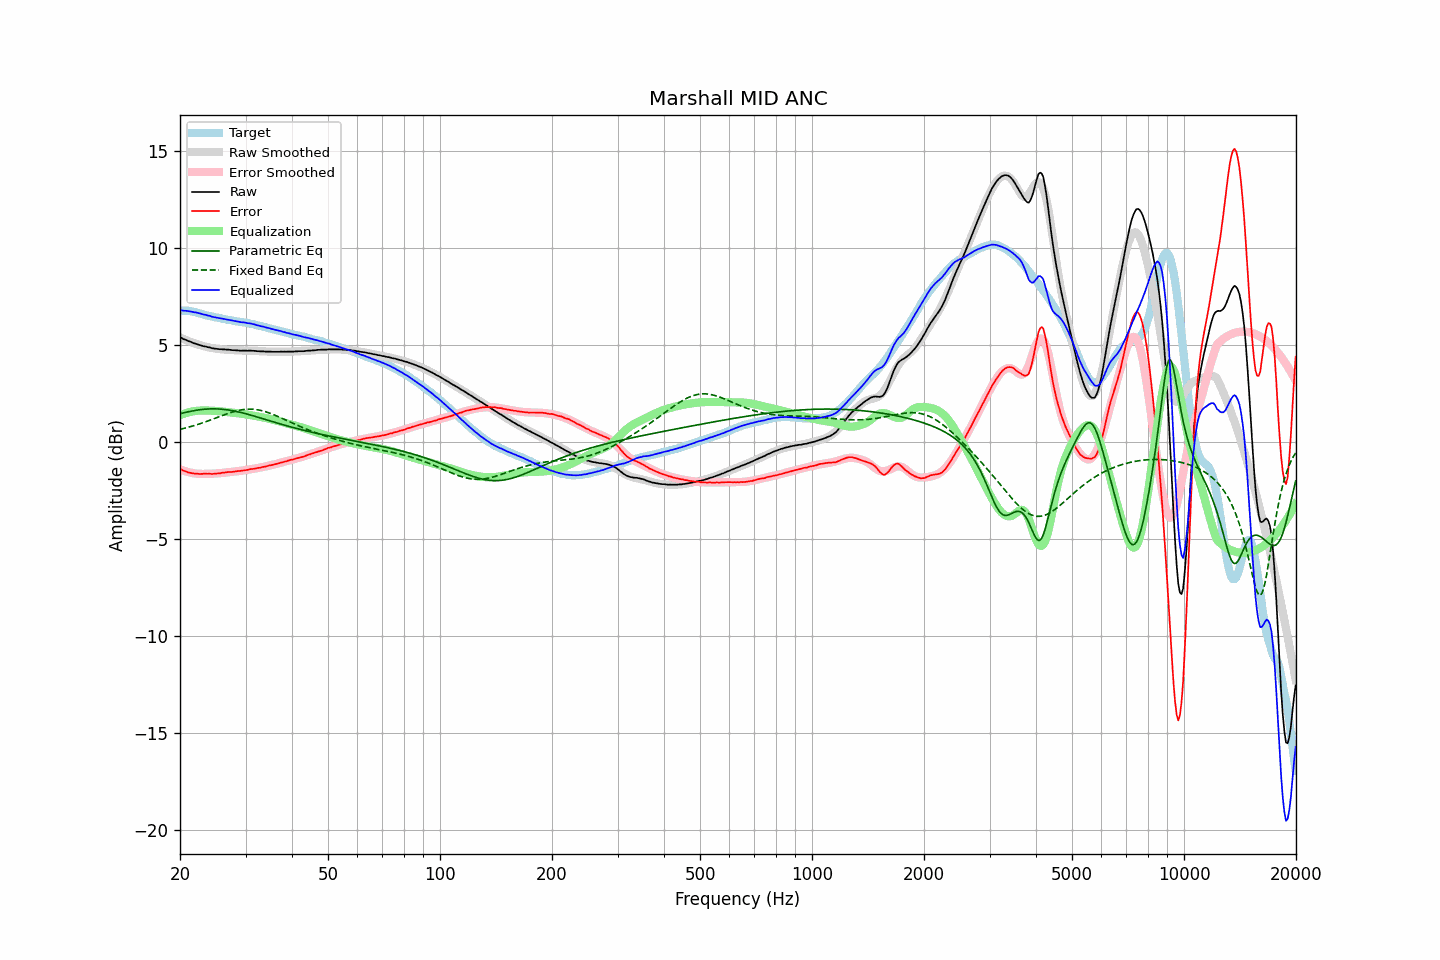 Marshall MID ANC
Target
Raw Smoothed
Error Smoothed
Raw
Error
Equalization
Parametric Eq
Fixed Band Eq
Equalized
15
10
5
0
−5
−10
−15
−20
Amplitude (dBr)
20 50 100 200 500 1000 2000 5000 10000 20000
Frequency (Hz)